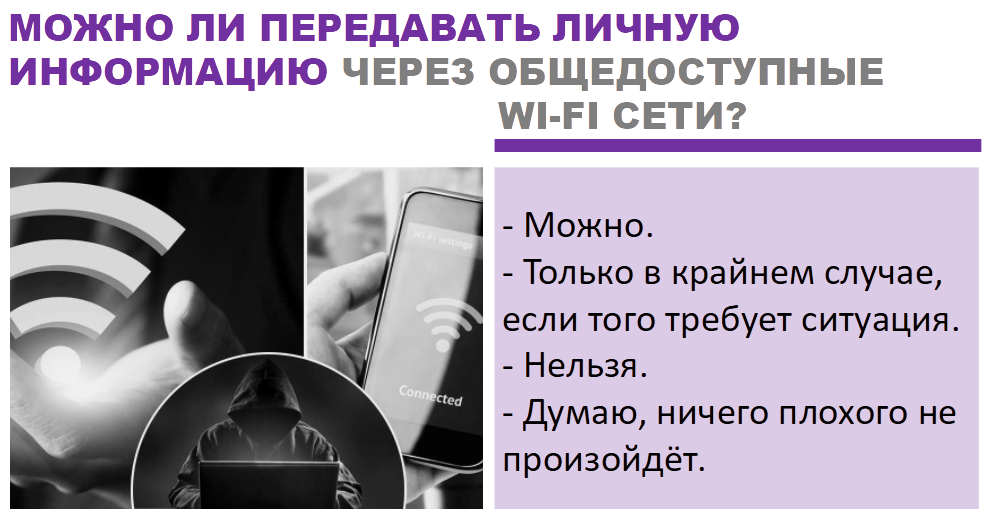 МОЖНО ЛИ ПЕРЕДАВАТЬ ЛИЧНУЮ
ИНФОРМАЦИЮ ЧЕРЕЗ ОБЩЕДОСТУПНЫЕ
WI-FI СЕТИ?
Wi-Fi settings
Connected
- Можно.
- Только в крайнем случае,
если того требует ситуация.
- Нельзя.
- Думаю, ничего плохого не
произойдёт.